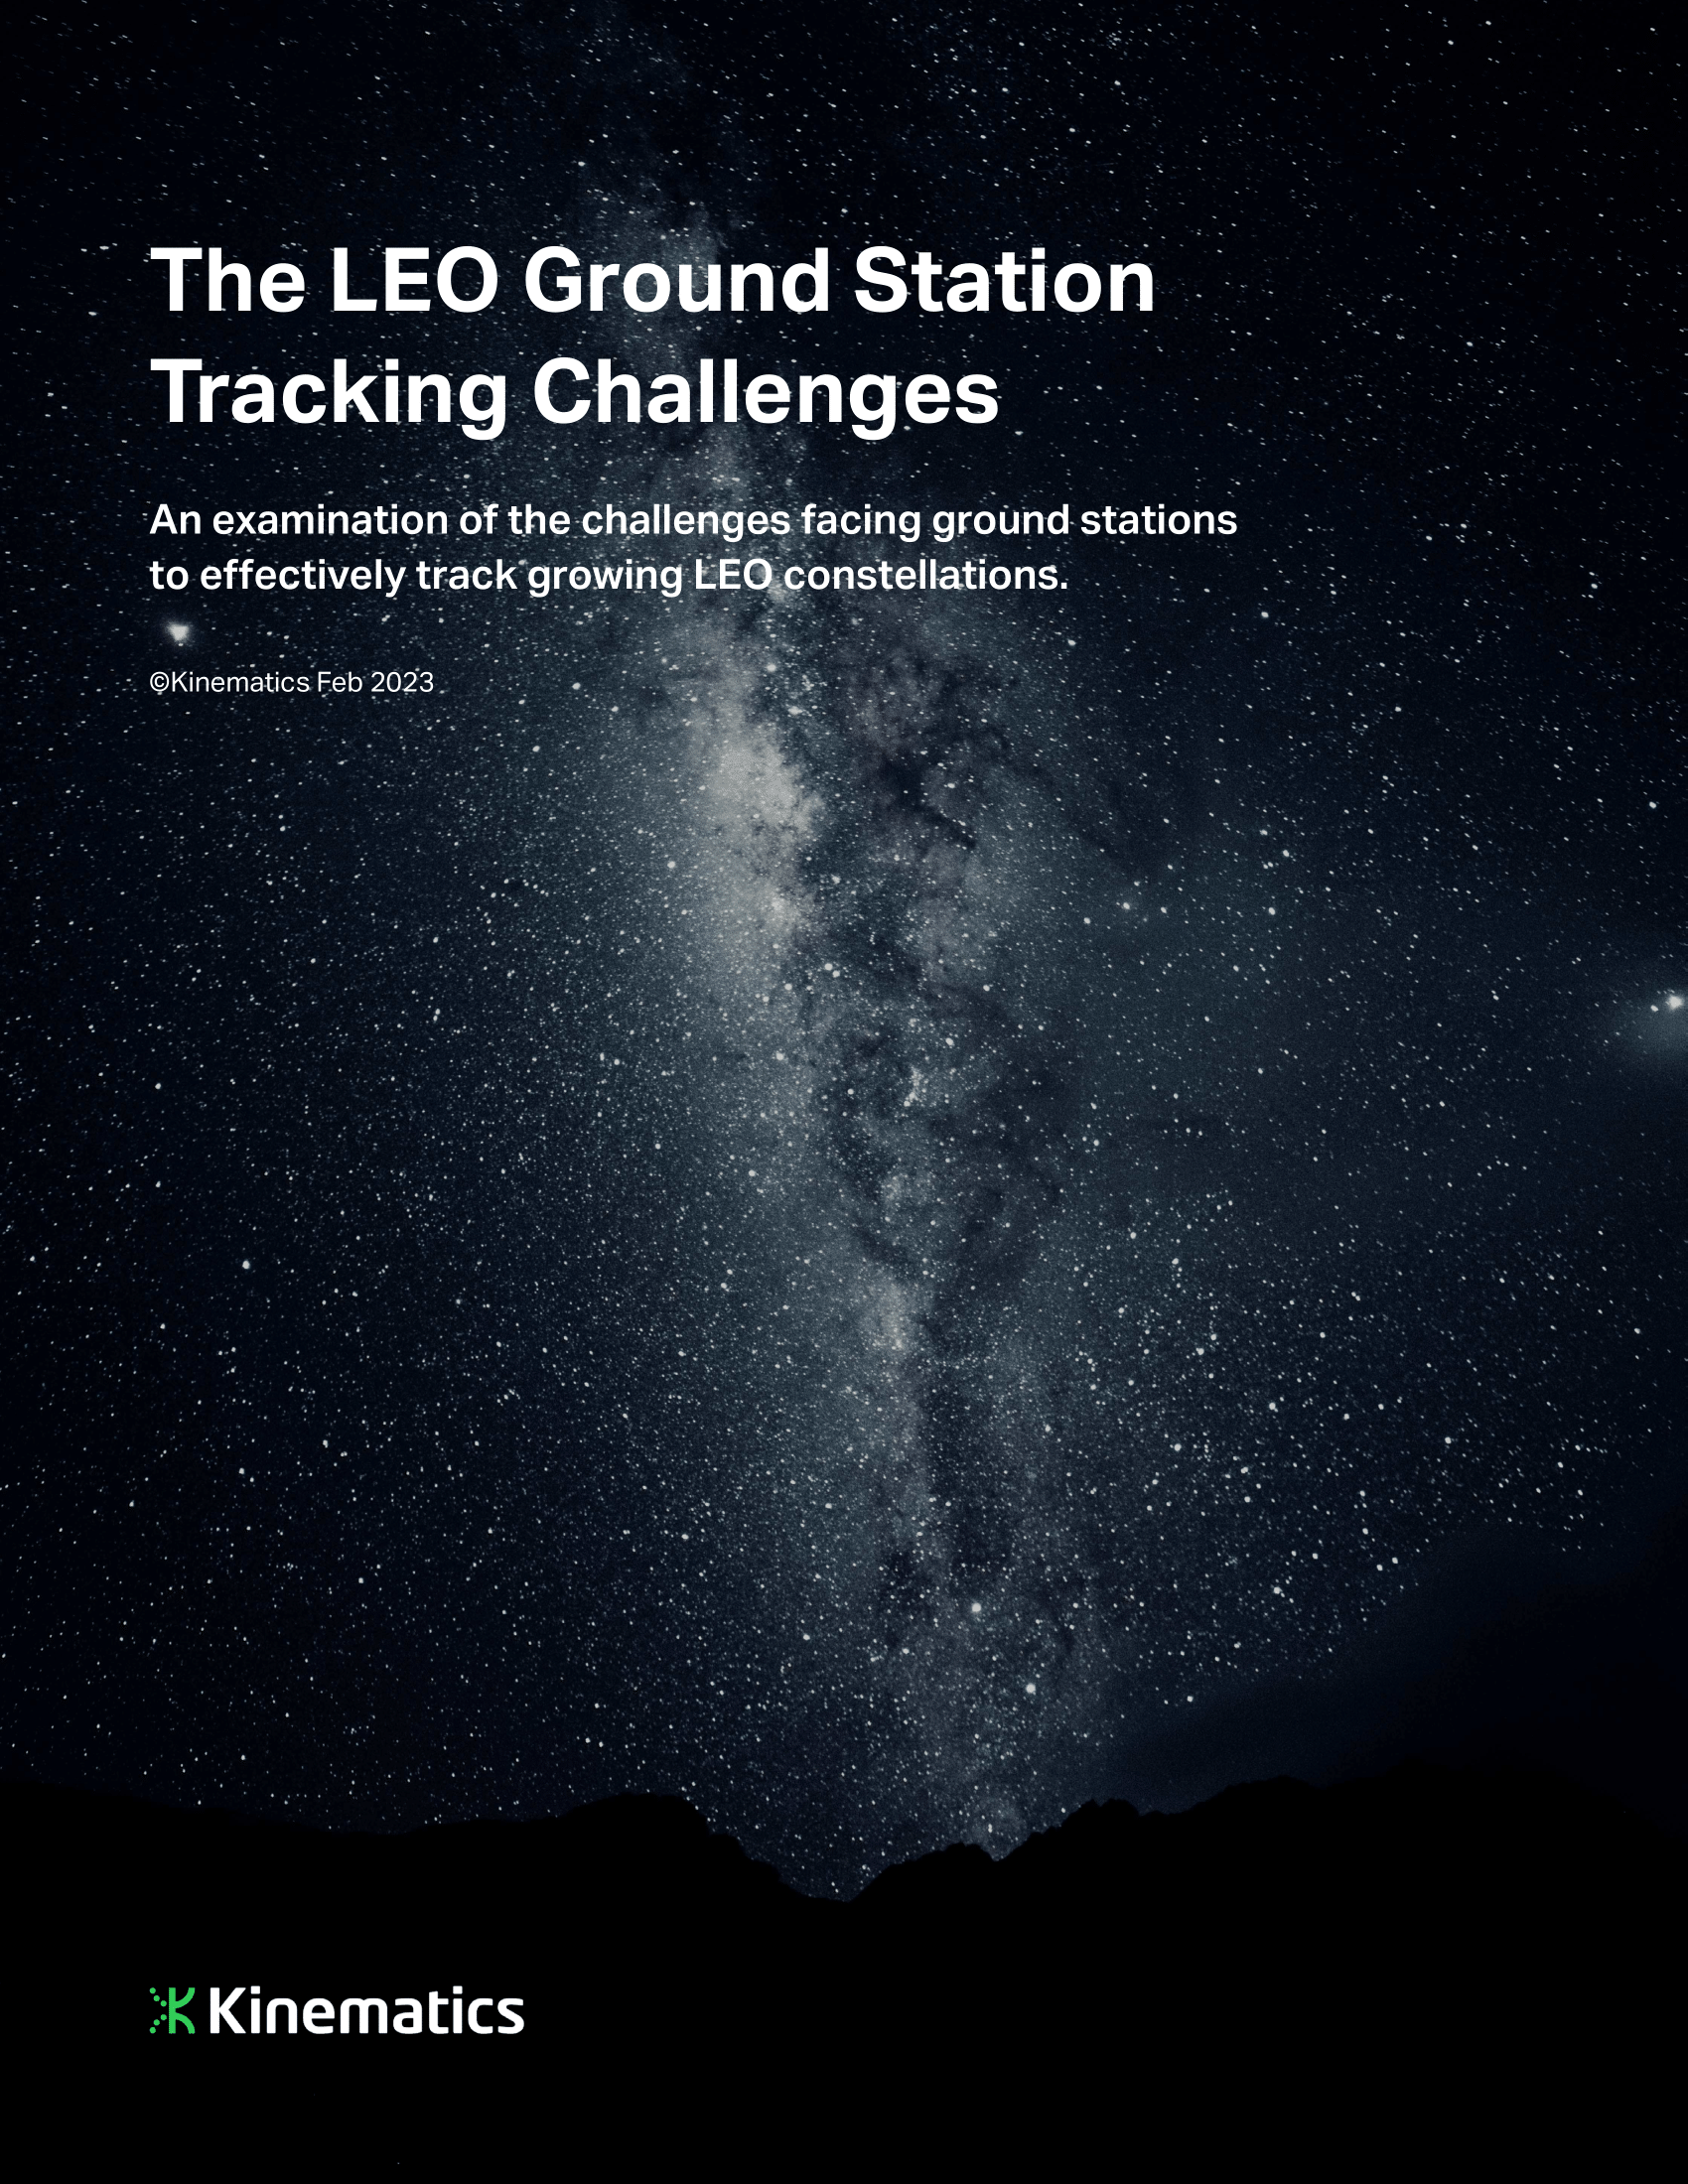 The LEO Ground Station
Tracking Challenges
An examination of the challenges facing ground stations
to effectively track growing LEO constellations.
©Kinematics Feb 2023
Kinematics